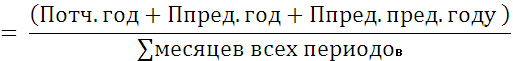 = (Потч. год + Ппред. год + Ппред. пред. году )
∑месяцев всех периодов